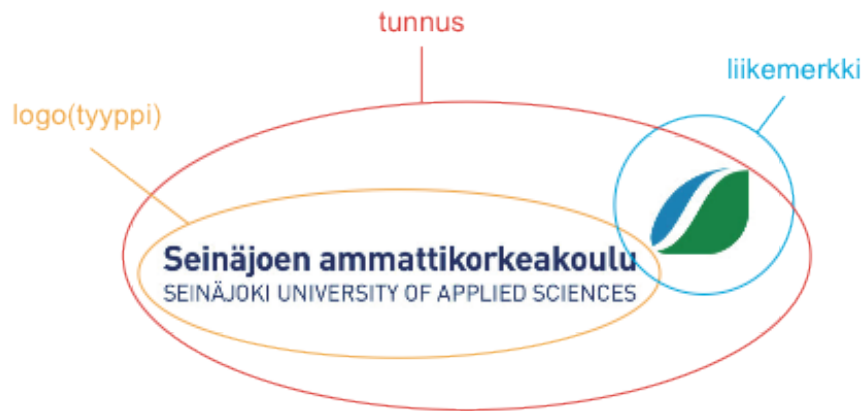 tunnus
liikemerkki
logo(tyyppi)
Seinäjoen ammattikorkeakoulu
SEINÄJOKI UNIVERSITY OF APPLIED SCIENCES